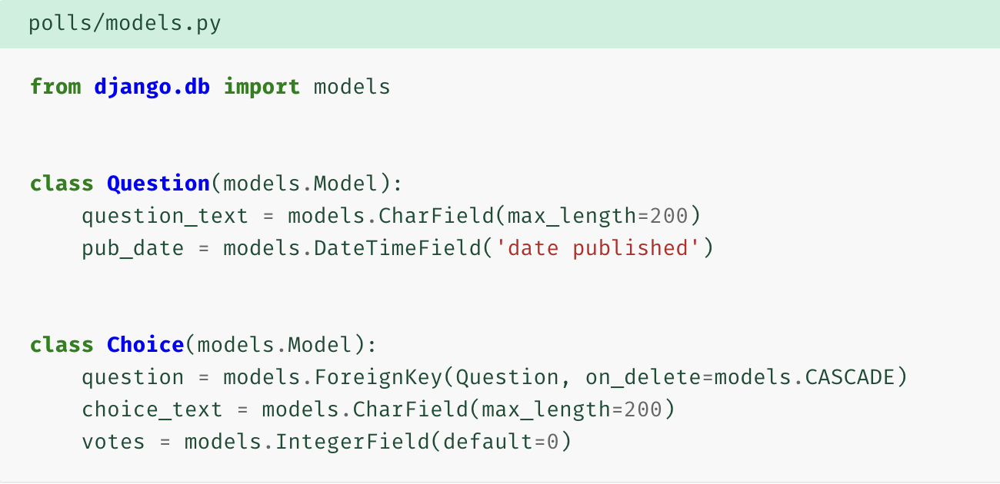 polls/models.py
from django.db import models
class Question(models.Model):
    question_text = models.CharField(max_length=200)
    pub_date = models.DateTimeField('date published')
class Choice(models.Model):
    question = models.ForeignKey(Question, on_delete=models.CASCADE)
    choice_text = models.CharField(max_length=200)
    votes = models.IntegerField(default=0)